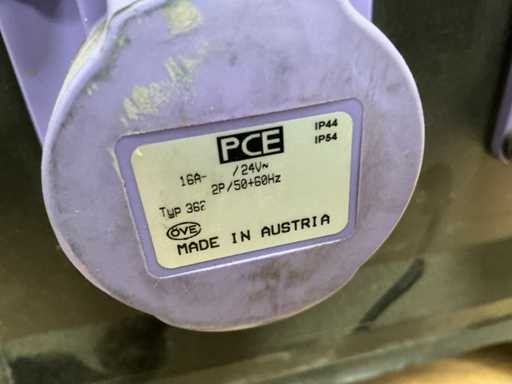 PCE
IP44
IP54
16A- /24V~
2P/50+60Hz
Typ 362
ÖVE
MADE IN AUSTRIA